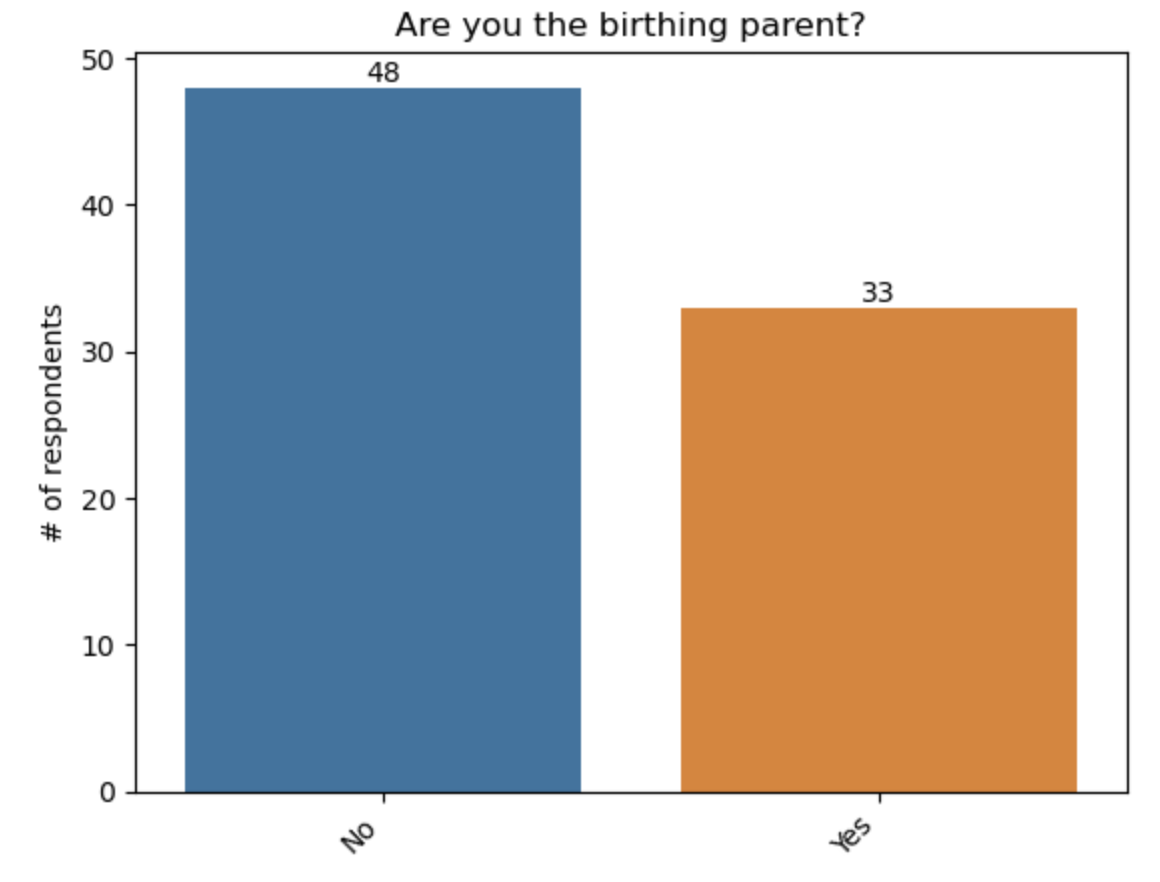 Are you the birthing parent?
50
48
40
33
30
20
10
0
# of respondents
No
Yes